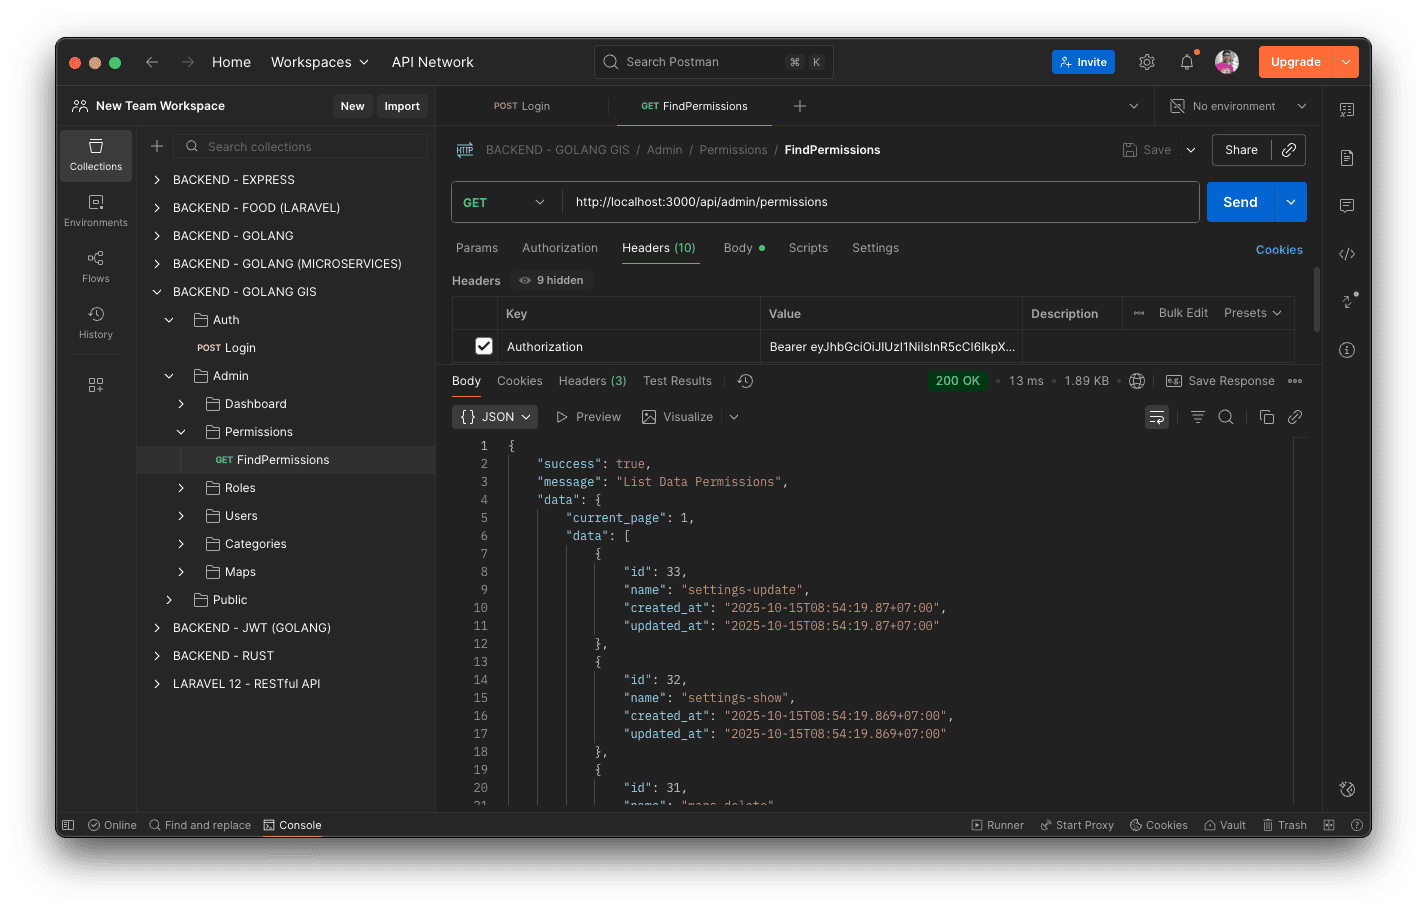 Home Workspaces API Network Search Postman ⌘ K Invite Upgrade
New Team Workspace New Import POST Login GET FindPermissions No environment
Collections
Environments
Flows
History
Search collections
BACKEND - EXPRESS
BACKEND - FOOD (LARAVEL)
BACKEND - GOLANG
BACKEND - GOLANG (MICROSERVICES)
BACKEND - GOLANG GIS
Auth
POST Login
Admin
Dashboard
Permissions
GET FindPermissions
Roles
Users
Categories
Maps
Public
BACKEND - JWT (GOLANG)
BACKEND - RUST
LARAVEL 12 - RESTful API
HTTP BACKEND - GOLANG GIS / Admin / Permissions / FindPermissions Save Share
GET http://localhost:3000/api/admin/permissions Send
Params Authorization Headers (10) Body Scripts Settings Cookies
Headers 9 hidden
Key Value Description Bulk Edit Presets
Authorization Bearer eyJhbGciOiJIUzI1NiIsInR5cCI6IkpX...
Body Cookies Headers (3) Test Results 200 OK 13 ms 1.89 KB Save Response
{} JSON Preview Visualize
1 {
2 "success": true,
3 "message": "List Data Permissions",
4 "data": {
5 "current_page": 1,
6 "data": [
7 {
8 "id": 33,
9 "name": "settings-update",
10 "created_at": "2025-10-15T08:54:19.87+07:00",
11 "updated_at": "2025-10-15T08:54:19.87+07:00"
12 },
13 {
14 "id": 32,
15 "name": "settings-show",
16 "created_at": "2025-10-15T08:54:19.869+07:00",
17 "updated_at": "2025-10-15T08:54:19.869+07:00"
18 },
19 {
20 "id": 31,
21 "name": "maps-delete"
Online Find and replace Console Runner Start Proxy Cookies Vault Trash